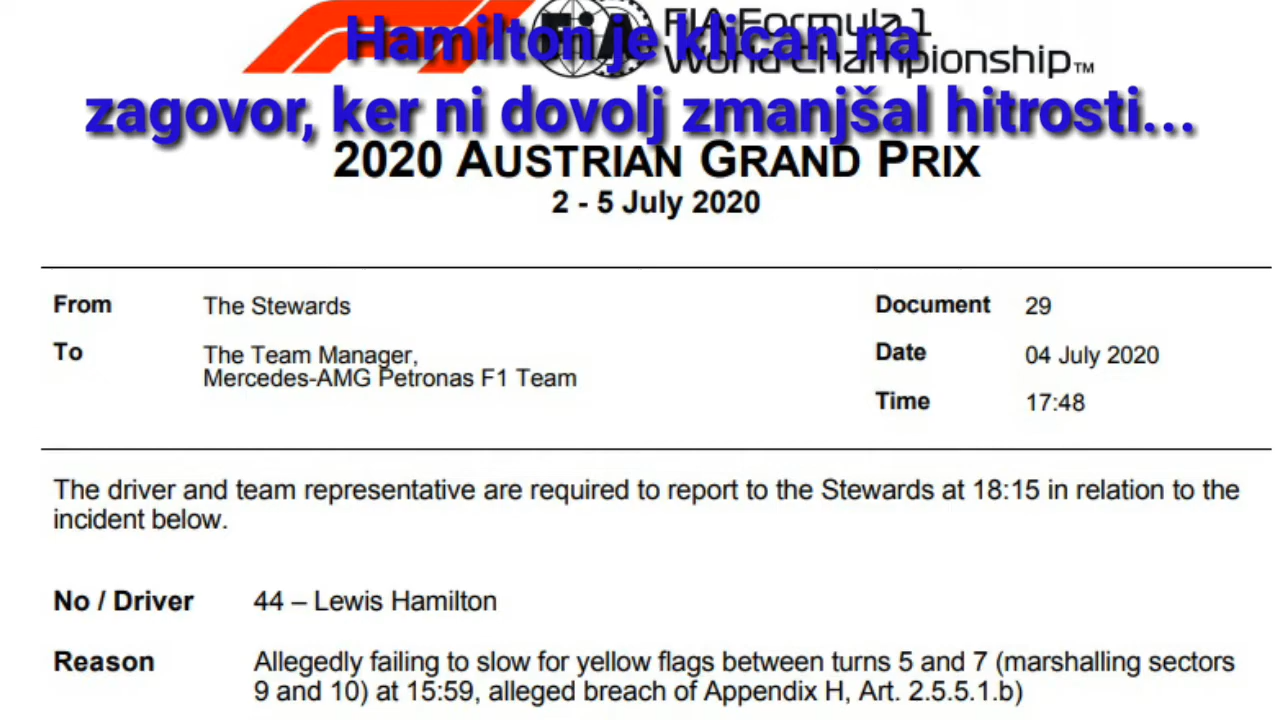 Hamilton je klican na
zagovor, ker ni dovolj zmanjšal hitrosti...
FIA Formula 1
World Championship™
2020 AUSTRIAN GRAND PRIX
2 - 5 July 2020
From The Stewards Document 29
To The Team Manager, Date 04 July 2020
Mercedes-AMG Petronas F1 Team
Time 17:48
The driver and team representative are required to report to the Stewards at 18:15 in relation to the
incident below.
No / Driver 44 – Lewis Hamilton
Reason Allegedly failing to slow for yellow flags between turns 5 and 7 (marshalling sectors
9 and 10) at 15:59, alleged breach of Appendix H, Art. 2.5.5.1.b)